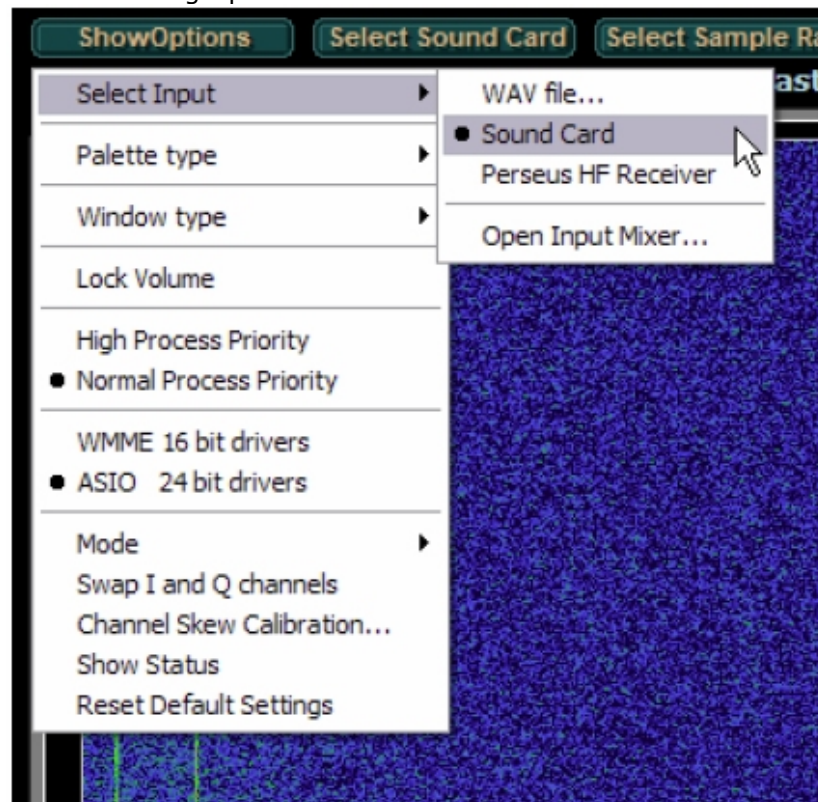 ShowOptions
Select Sound Card
Select Sample
Select Input
WAV file...
Sound Card
Perseus HF Receiver
Open Input Mixer...
Palette type
Window type
Lock Volume
High Process Priority
Normal Process Priority
WMME 16 bit drivers
ASIO 24 bit drivers
Mode
Swap I and Q channels
Channel Skew Calibration...
Show Status
Reset Default Settings